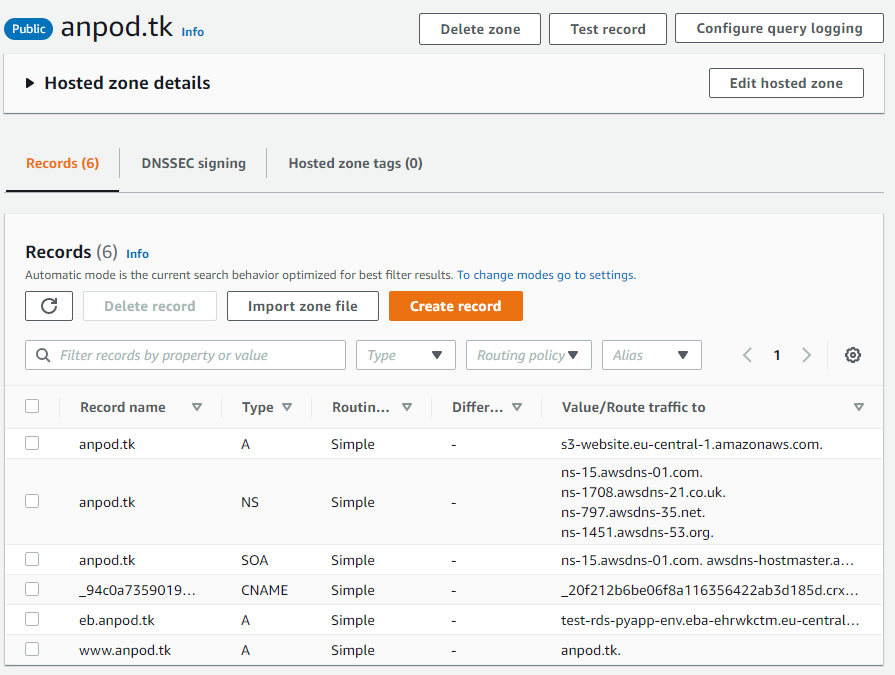 Public anpod.tk Info
Delete zone Test record Configure query logging
Hosted zone details Edit hosted zone
Records (6) DNSSEC signing Hosted zone tags (0)
Records (6) Info
Automatic mode is the current search behavior optimized for best filter results. To change modes go to settings.
Delete record Import zone file Create record
Filter records by property or value Type Routing policy Alias 1
Record name Type Routin... Differ... Value/Route traffic to
anpod.tk A Simple - s3-website.eu-central-1.amazonaws.com.
ns-15.awsdns-01.com.
ns-1708.awsdns-21.co.uk.
anpod.tk NS Simple -
ns-797.awsdns-35.net.
ns-1451.awsdns-53.org.
anpod.tk SOA Simple - ns-15.awsdns-01.com. awsdns-hostmaster.a...
_94c0a7359019... CNAME Simple - _20f212b6be06f8a116356422ab3d185d.crx...
eb.anpod.tk A Simple - test-rds-pyapp-env.eba-ehrwkctm.eu-central...
www.anpod.tk A Simple - anpod.tk.